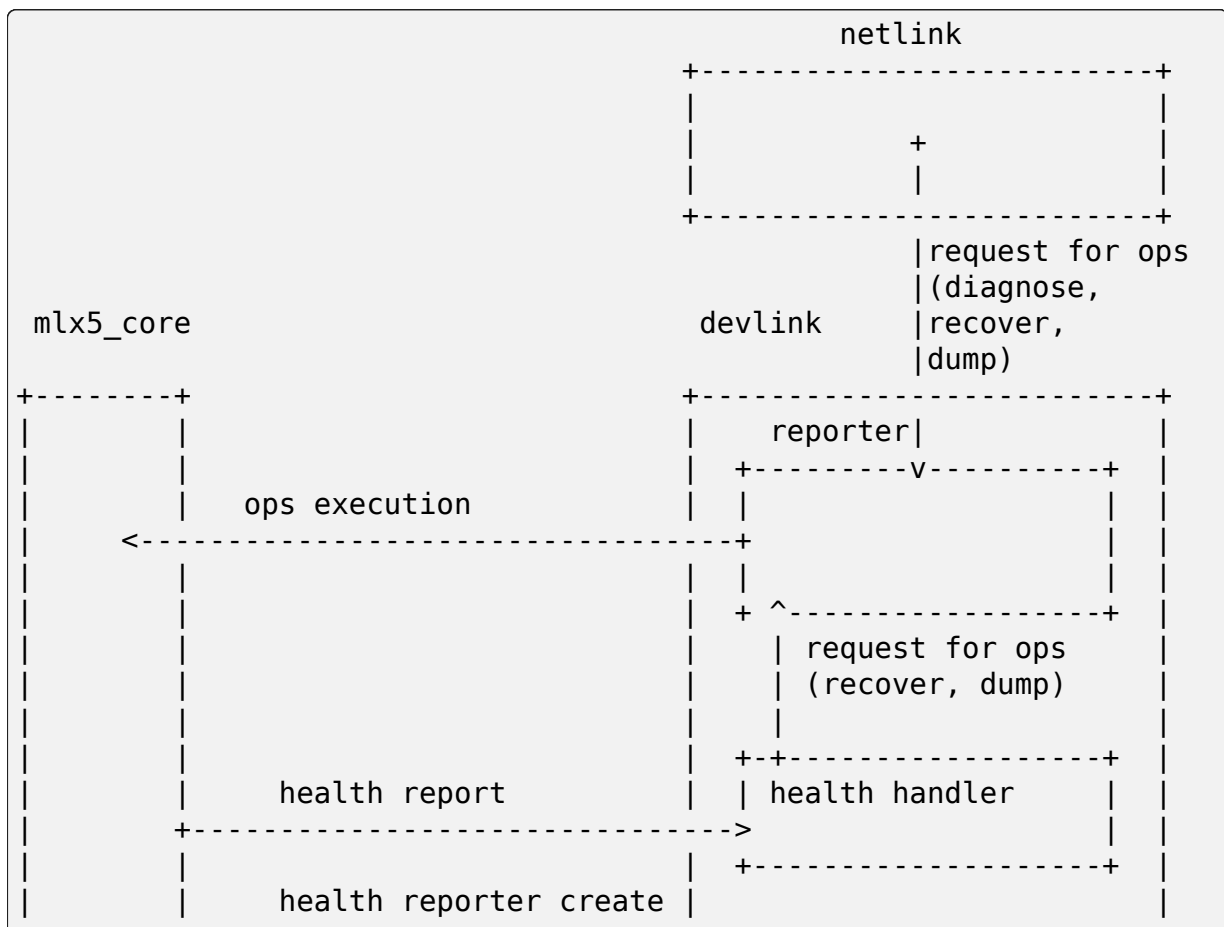 netlink
request for ops
(diagnose,
mlx5_core devlink recover,
dump)
reporter
ops execution
request for ops
(recover, dump)
health report health handler
health reporter create